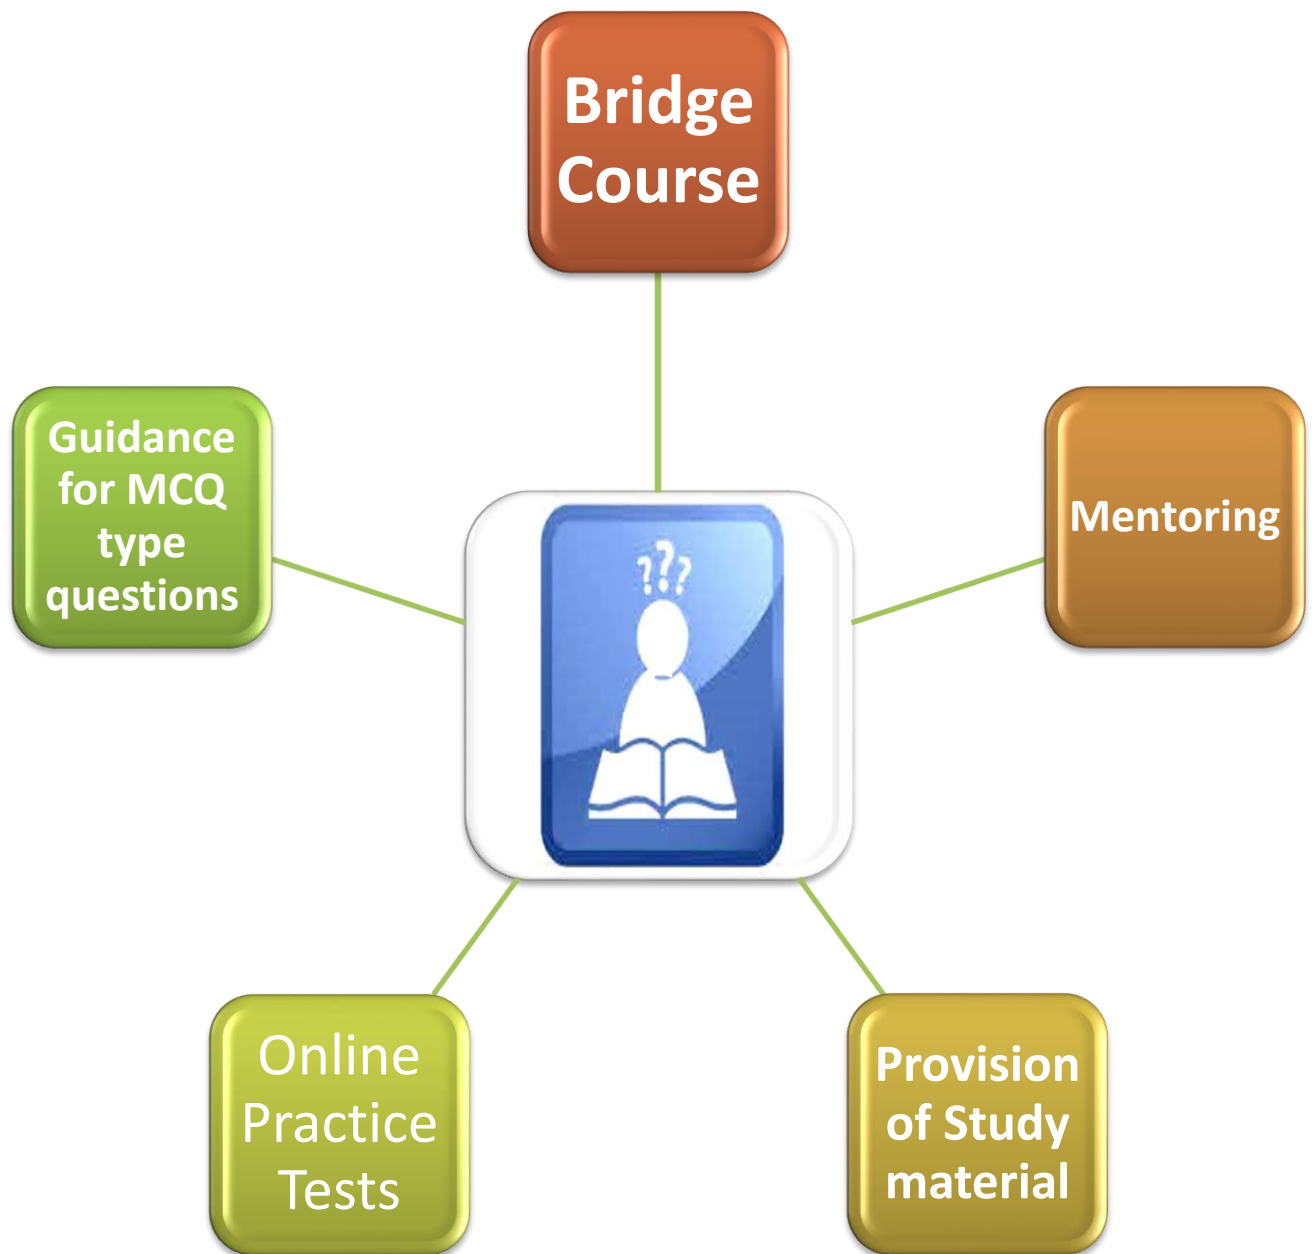 Bridge
Course
Guidance
for MCQ
type
questions
Mentoring
???
Online
Practice
Tests
Provision
of Study
material